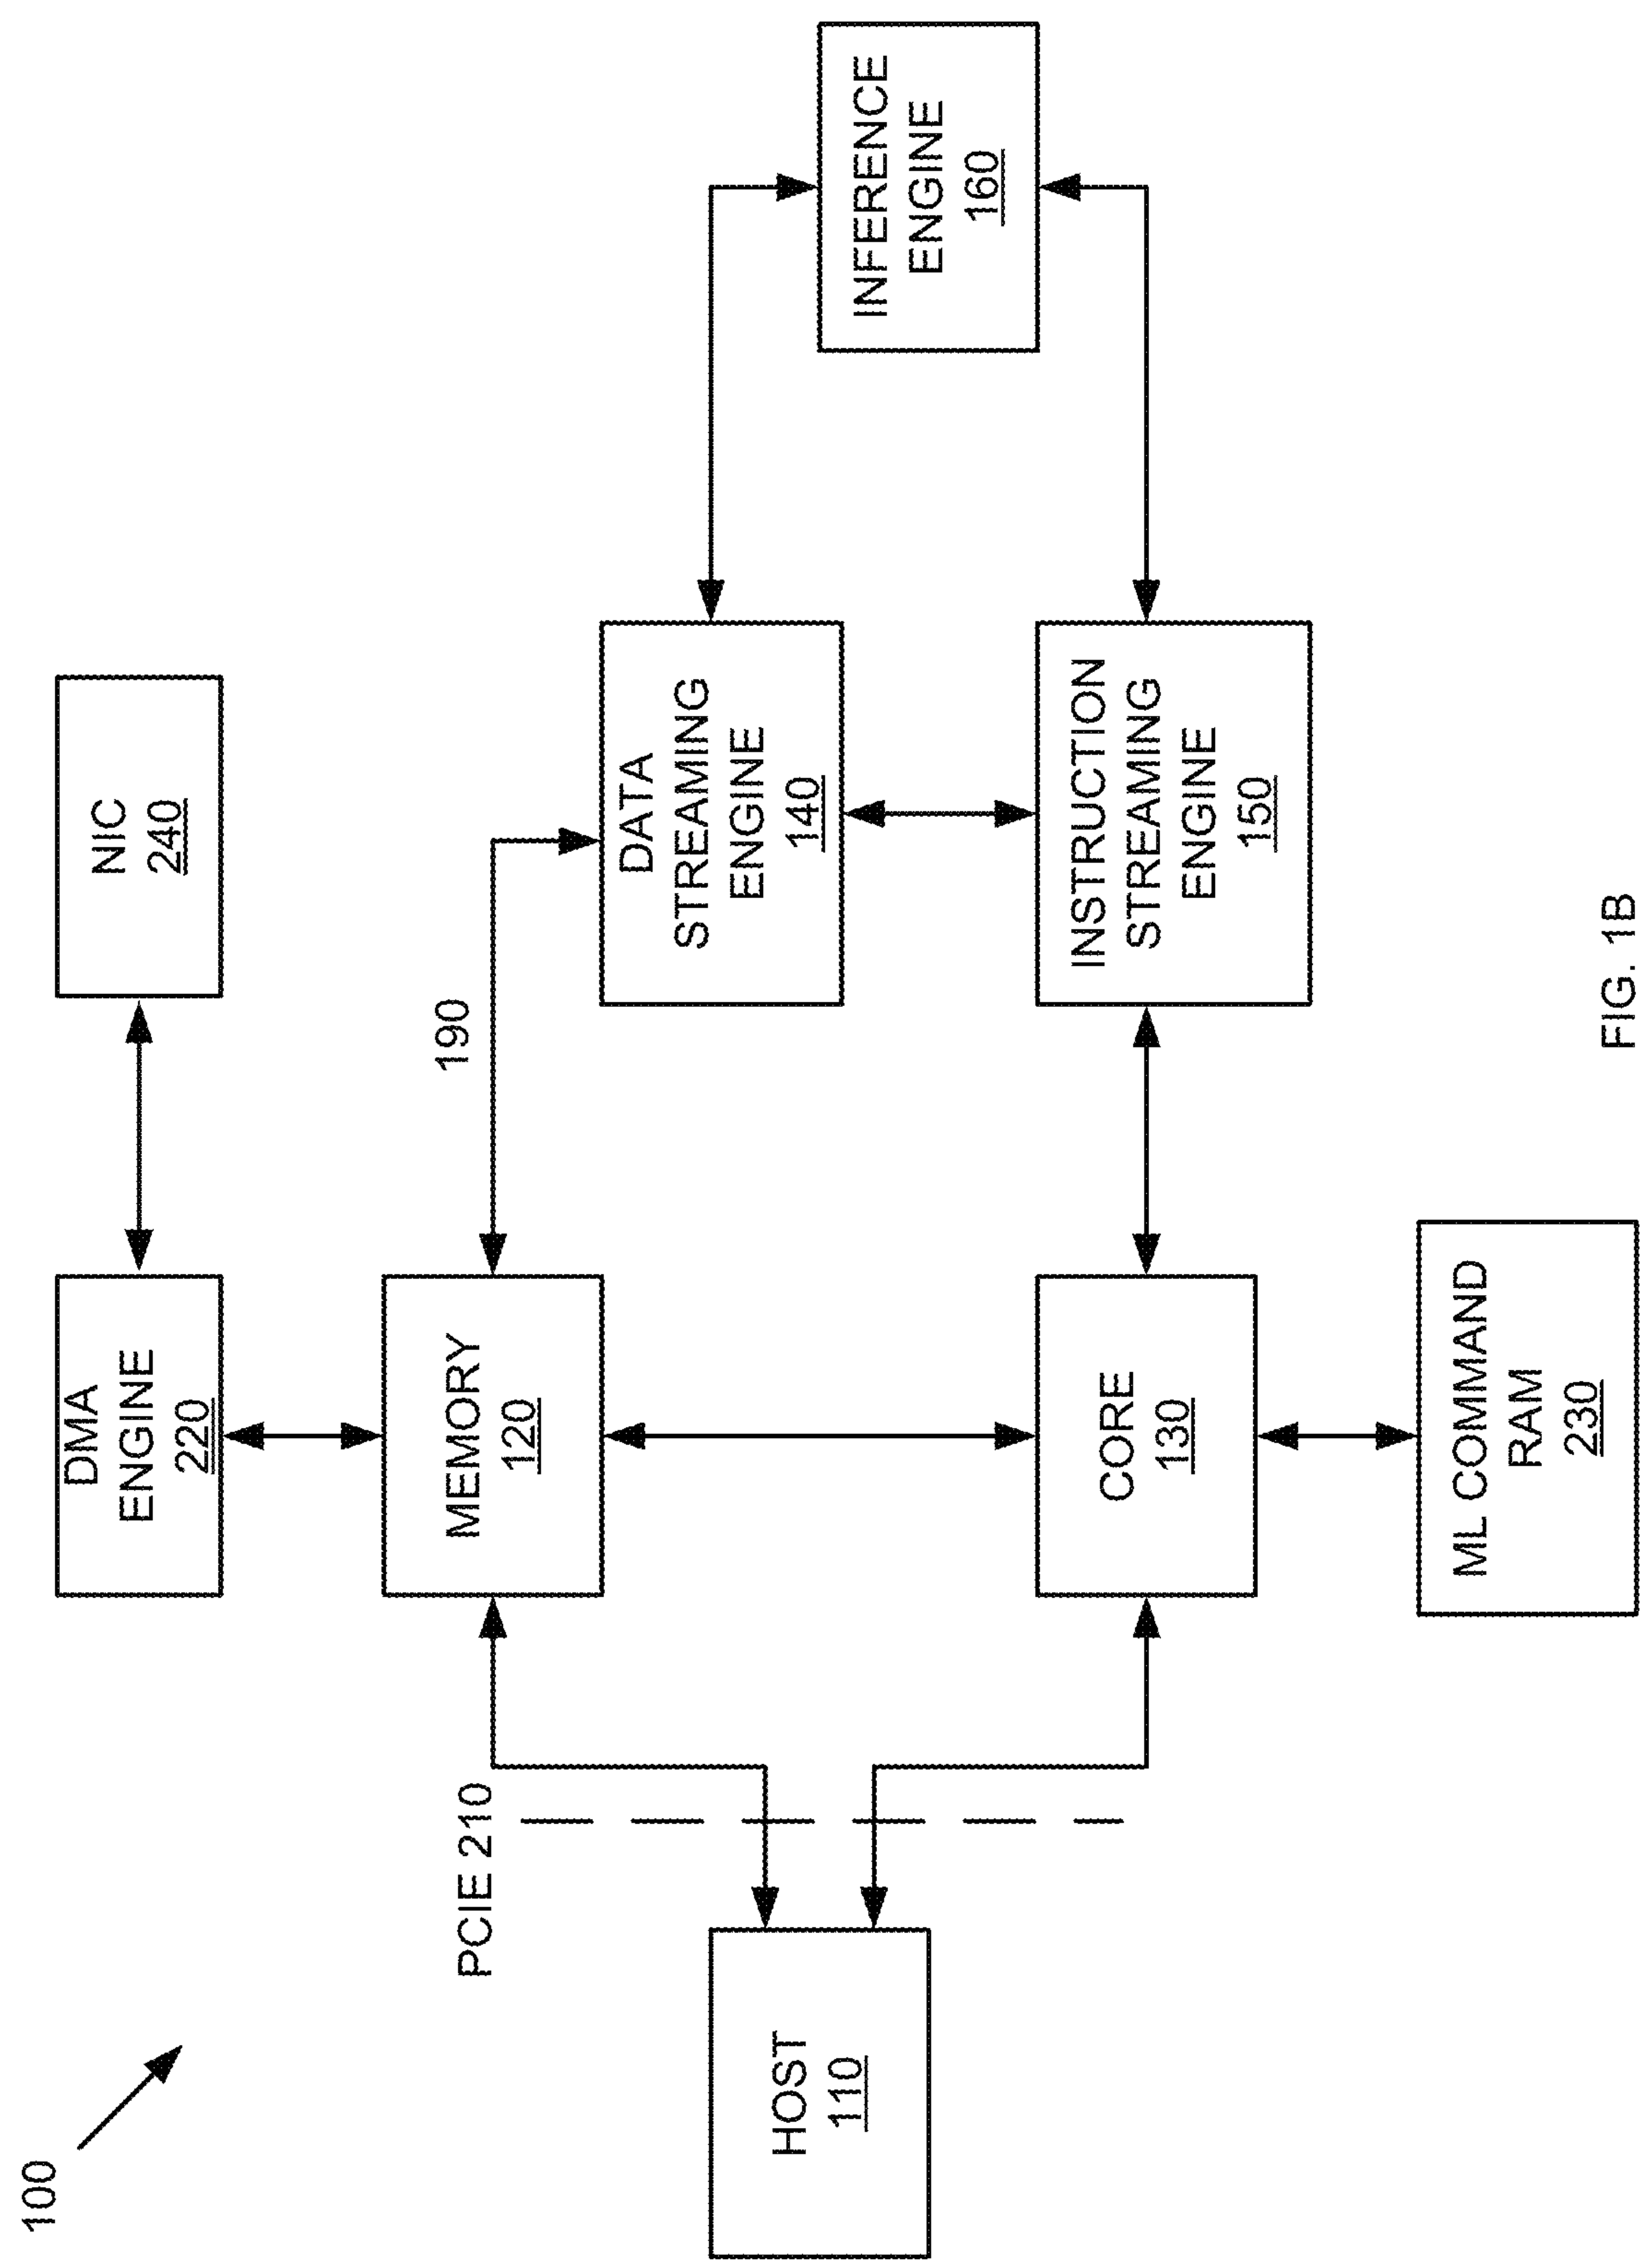 100
DMA
ENGINE
220
NIC
240
PCIE 210
190
MEMORY
120
DATA
STREAMING
ENGINE
140
HOST
110
INFERENCE
ENGINE
160
CORE
130
INSTRUCTION
STREAMING
ENGINE
150
ML COMMAND
RAM
230
FIG. 1B